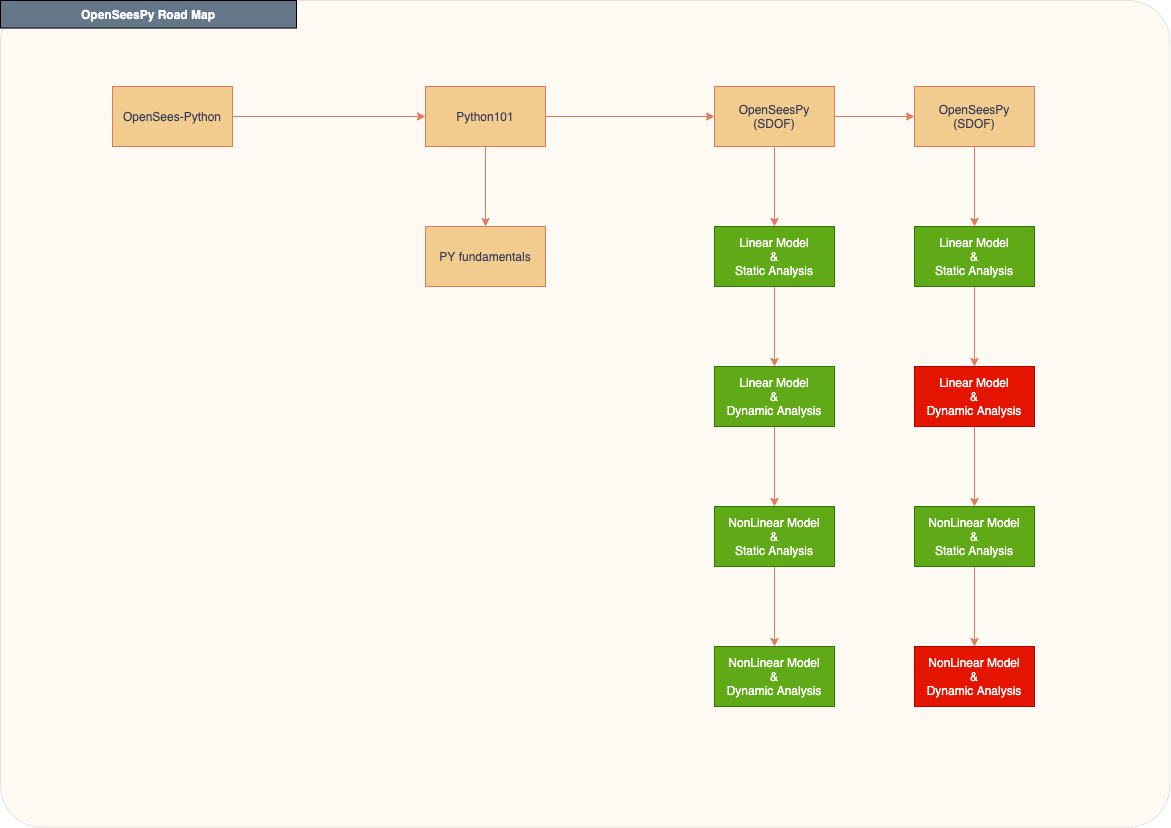 OpenSeesPy Road Map
OpenSees-Python
Python101
OpenSeesPy
(SDOF)
OpenSeesPy
(SDOF)
PY fundamentals
Linear Model
&
Static Analysis
Linear Model
&
Static Analysis
Linear Model
&
Dynamic Analysis
Linear Model
&
Dynamic Analysis
NonLinear Model
&
Static Analysis
NonLinear Model
&
Static Analysis
NonLinear Model
&
Dynamic Analysis
NonLinear Model
&
Dynamic Analysis